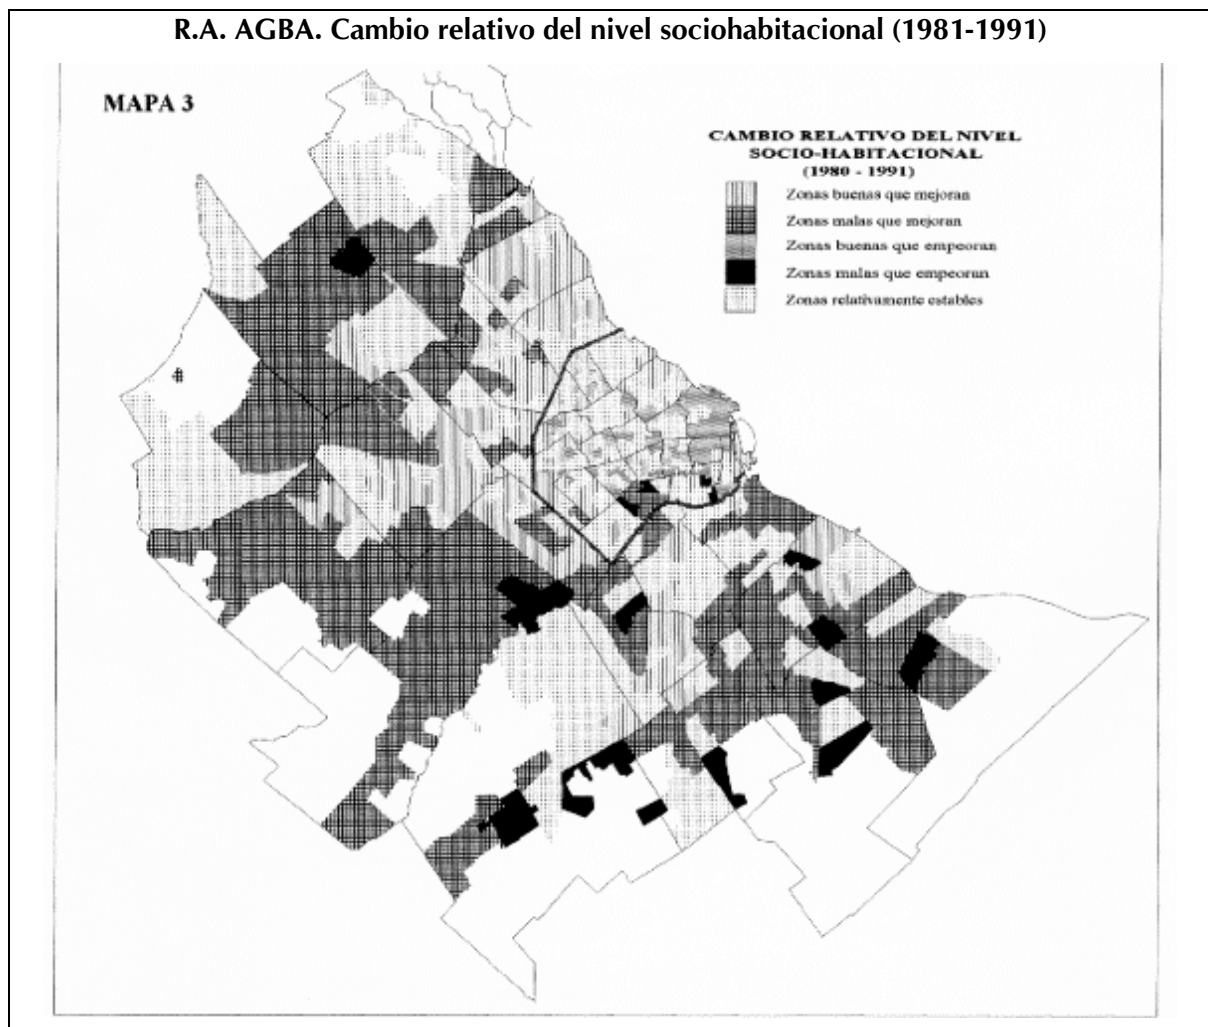 R.A. AGBA. Cambio relativo del nivel sociohabitacional (1981-1991)
MAPA 3
CAMBIO RELATIVO DEL NIVEL
SOCIO-HABITACIONAL
(1980 - 1991)
Zonas buenas que mejoran
Zonas malas que mejoran
Zonas buenas que empeoran
Zonas malas que empeoran
Zonas relativamente estables